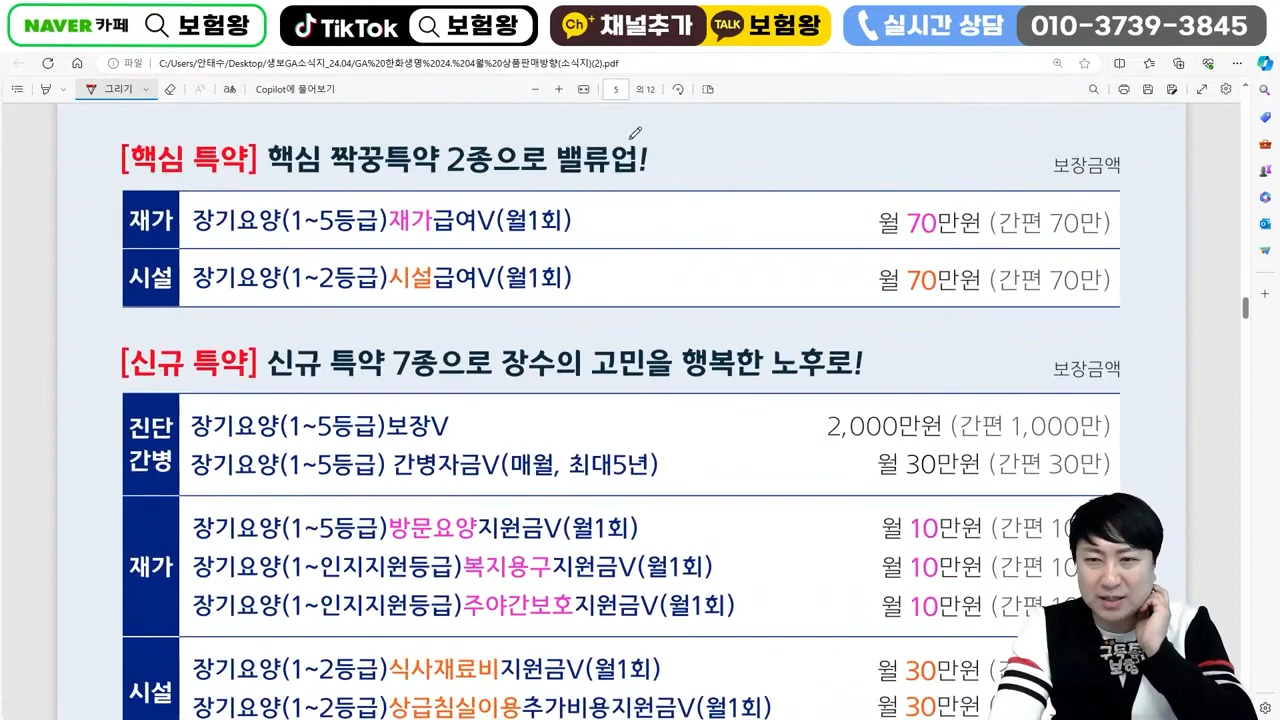 NAVER 카페 보험왕
TikTok 보험왕
Ch+ 채널추가 TALK 보험왕
실시간 상담 010-3739-3845
파일 C:/Users/안태수/Desktop/생보GA소식지_24.04/GA%20한화생명%2024.%204월%20상품판매방향(소식지)(2).pdf
그리기 Copilot에 물어보기 5 의 12
[핵심 특약] 핵심 짝꿍특약 2종으로 밸류업!
보장금액
재가 장기요양(1~5등급)재가급여V(월1회) 월 70만원 (간편 70만)
시설 장기요양(1~2등급)시설급여V(월1회) 월 70만원 (간편 70만)
[신규 특약] 신규 특약 7종으로 장수의 고민을 행복한 노후로!
보장금액
진단 간병
장기요양(1~5등급)보장V 2,000만원 (간편 1,000만)
장기요양(1~5등급) 간병자금V(매월, 최대5년) 월 30만원 (간편 30만)
재가
장기요양(1~5등급)방문요양지원금V(월1회) 월 10만원 (간편
장기요양(1~인지지원등급)복지용구지원금V(월1회) 월 10만원 (간편
장기요양(1~인지지원등급)주야간보호지원금V(월1회) 월 10만원 (간편
시설
장기요양(1~2등급)식사재료비지원금V(월1회) 월 30만원
장기요양(1~2등급)상급침실이용추가비용지원금V(월1회) 월 30만원